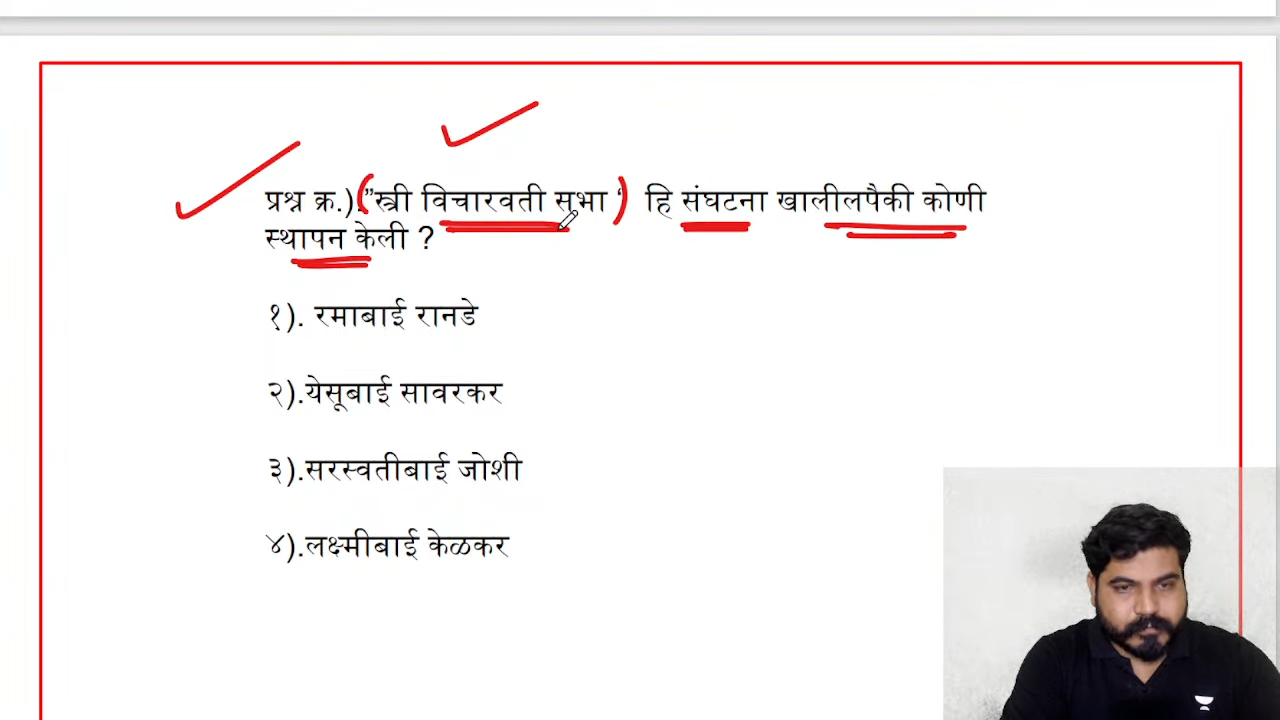 प्रश्न क्र.).”स्त्री विचारवती सभा ‘ हि संघटना खालीलपैकी कोणी
स्थापन केली ?
१). रमाबाई रानडे
२).येसूबाई सावरकर
३).सरस्वतीबाई जोशी
४).लक्ष्मीबाई केळकर